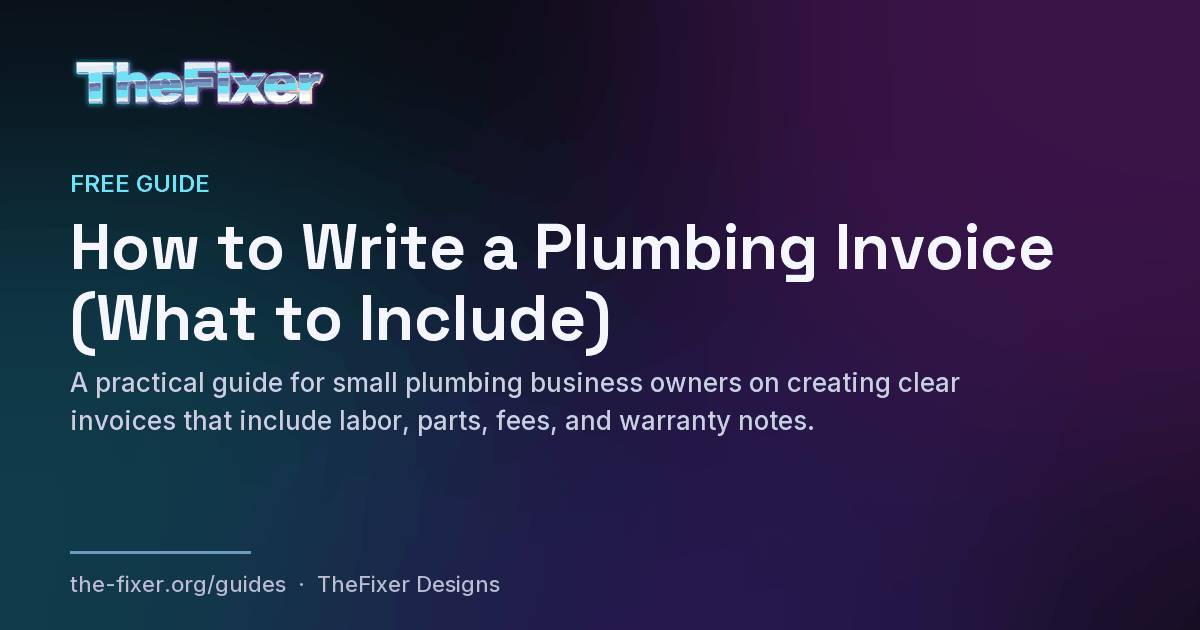 TheFixer
FREE GUIDE
How to Write a Plumbing Invoice
(What to Include)
A practical guide for small plumbing business owners on creating clear
invoices that include labor, parts, fees, and warranty notes.
the-fixer.org/guides · TheFixer Designs